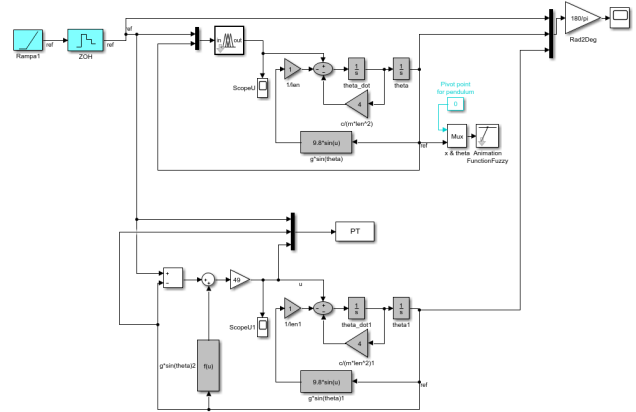 ref
Rampa1
ref
ZOH
ref
in
out
ScopeU
1
1/len
1
s
theta_dot
1
s
theta
4
c/(m*len^2)
9.8*sin(u)
g*sin(theta)
ref
180/pi
Rad2Deg
Pivot point
for pandulum
0
Mux
x & theta
Animation
FunctionFuzzy
PT
49
u
ScopeU1
1
1/len1
1
s
theta_dot1
1
s
theta1
4
c/(m*len^2)1
9.8*sin(u)
g*sin(theta)1
ref
f(u)
g*sin(theta)2